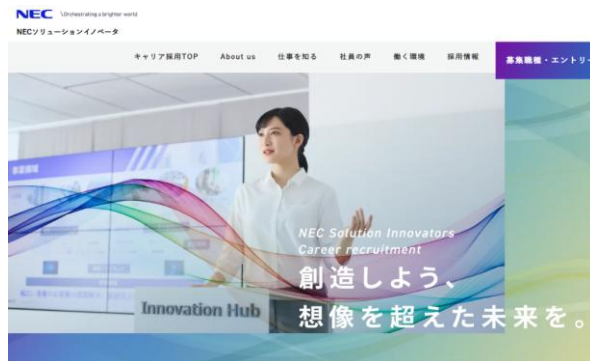 NEC \Orchestrating a brighter world
NECソリューションイノベータ
キャリア採用TOP About us 仕事を知る 社員の声 働く環境 採用情報 募集職種・エントリー
事業領域
NEC Solution Innovators
Career recruitment
創造しよう、
想像を超えた未来を。
Innovation Hub